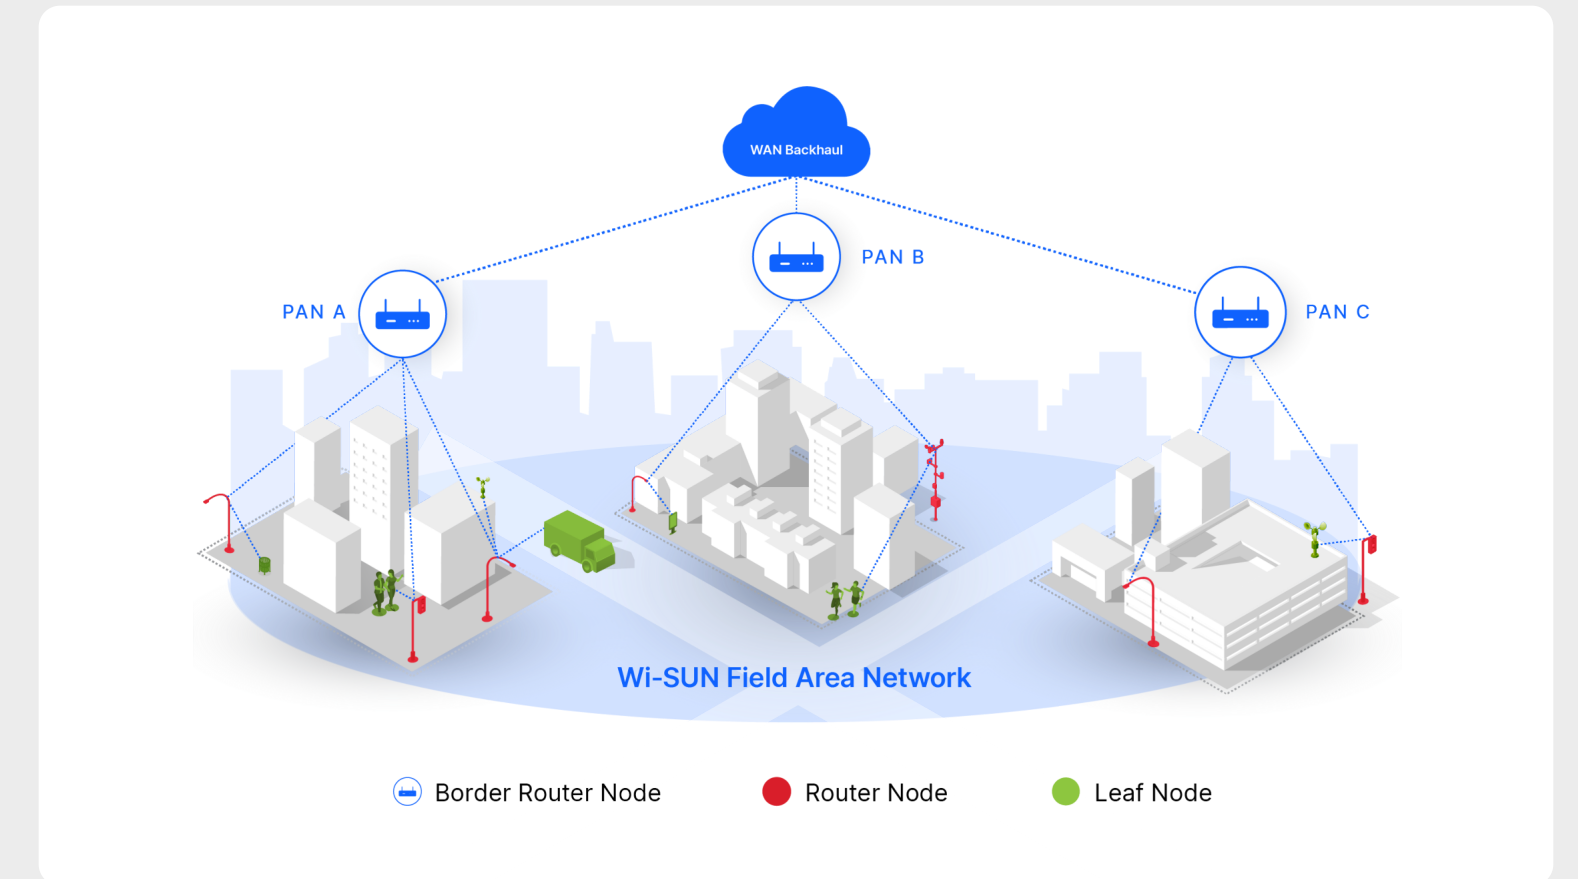 WAN Backhaul
PAN B
PAN A
PAN C
Wi-SUN Field Area Network
Border Router Node
Router Node
Leaf Node